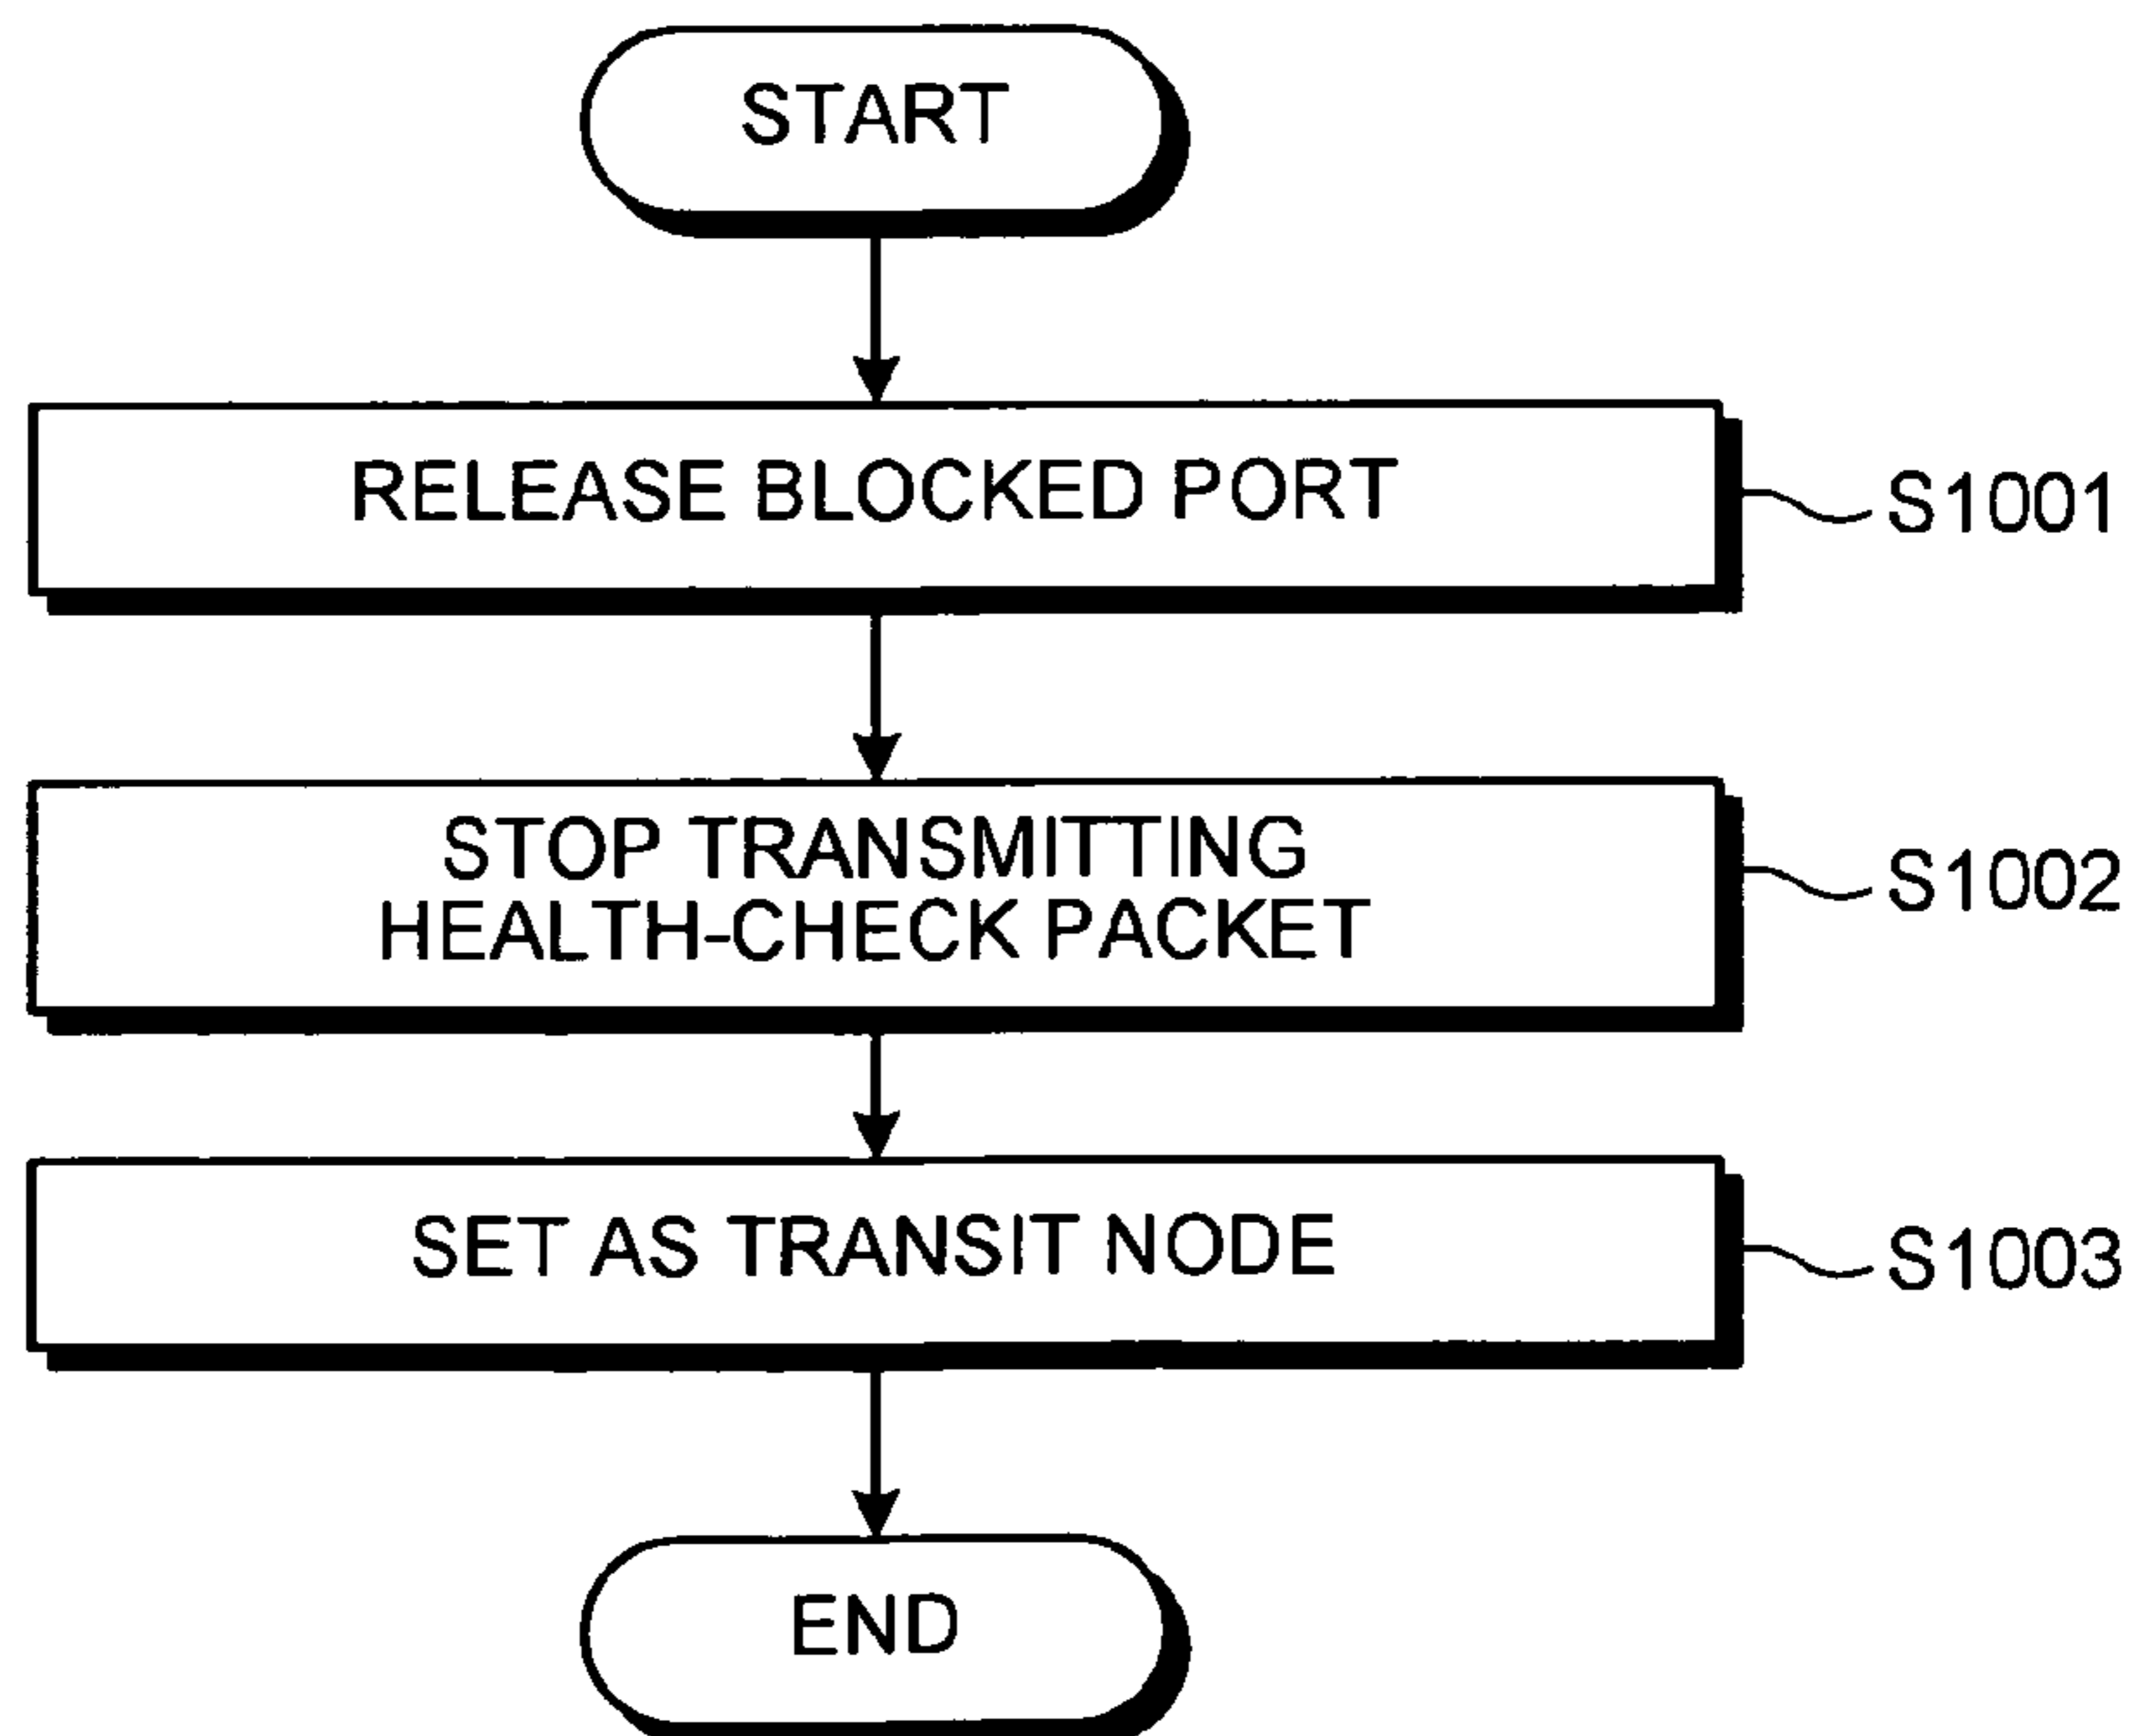 START
RELEASE BLOCKED PORT
S1001
STOP TRANSMITTING
HEALTH-CHECK PACKET
S1002
SET AS TRANSIT NODE
S1003
END